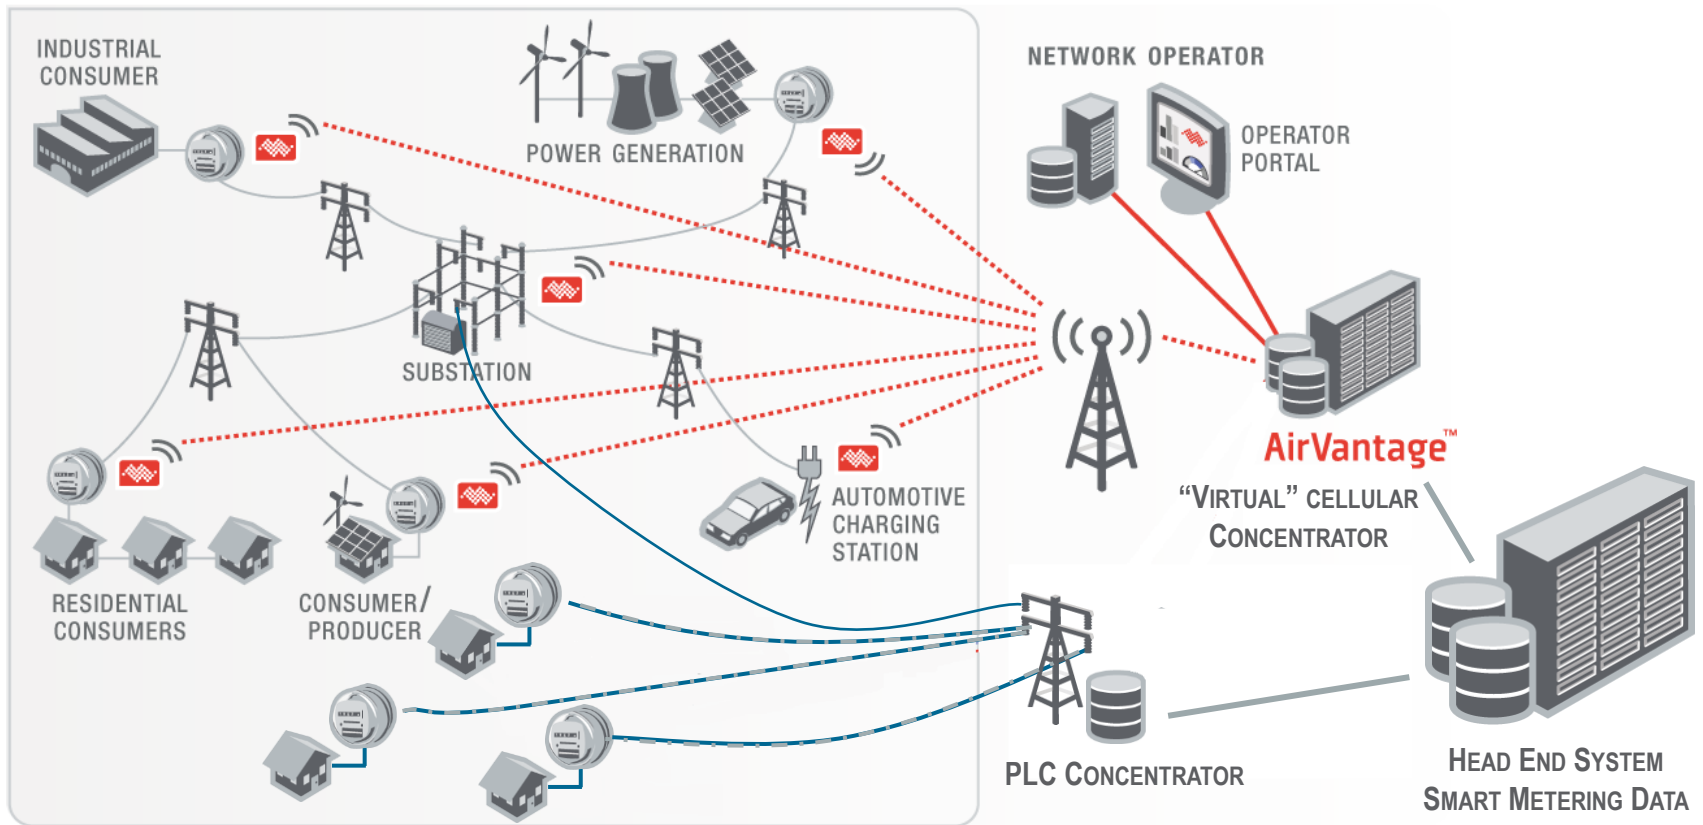 INDUSTRIAL
CONSUMER
POWER GENERATION
NETWORK OPERATOR
OPERATOR
PORTAL
SUBSTATION
AirVantage™
“VIRTUAL” CELLULAR
CONCENTRATOR
AUTOMOTIVE
CHARGING
STATION
RESIDENTIAL
CONSUMERS
CONSUMER/
PRODUCER
PLC CONCENTRATOR
HEAD END SYSTEM
SMART METERING DATA